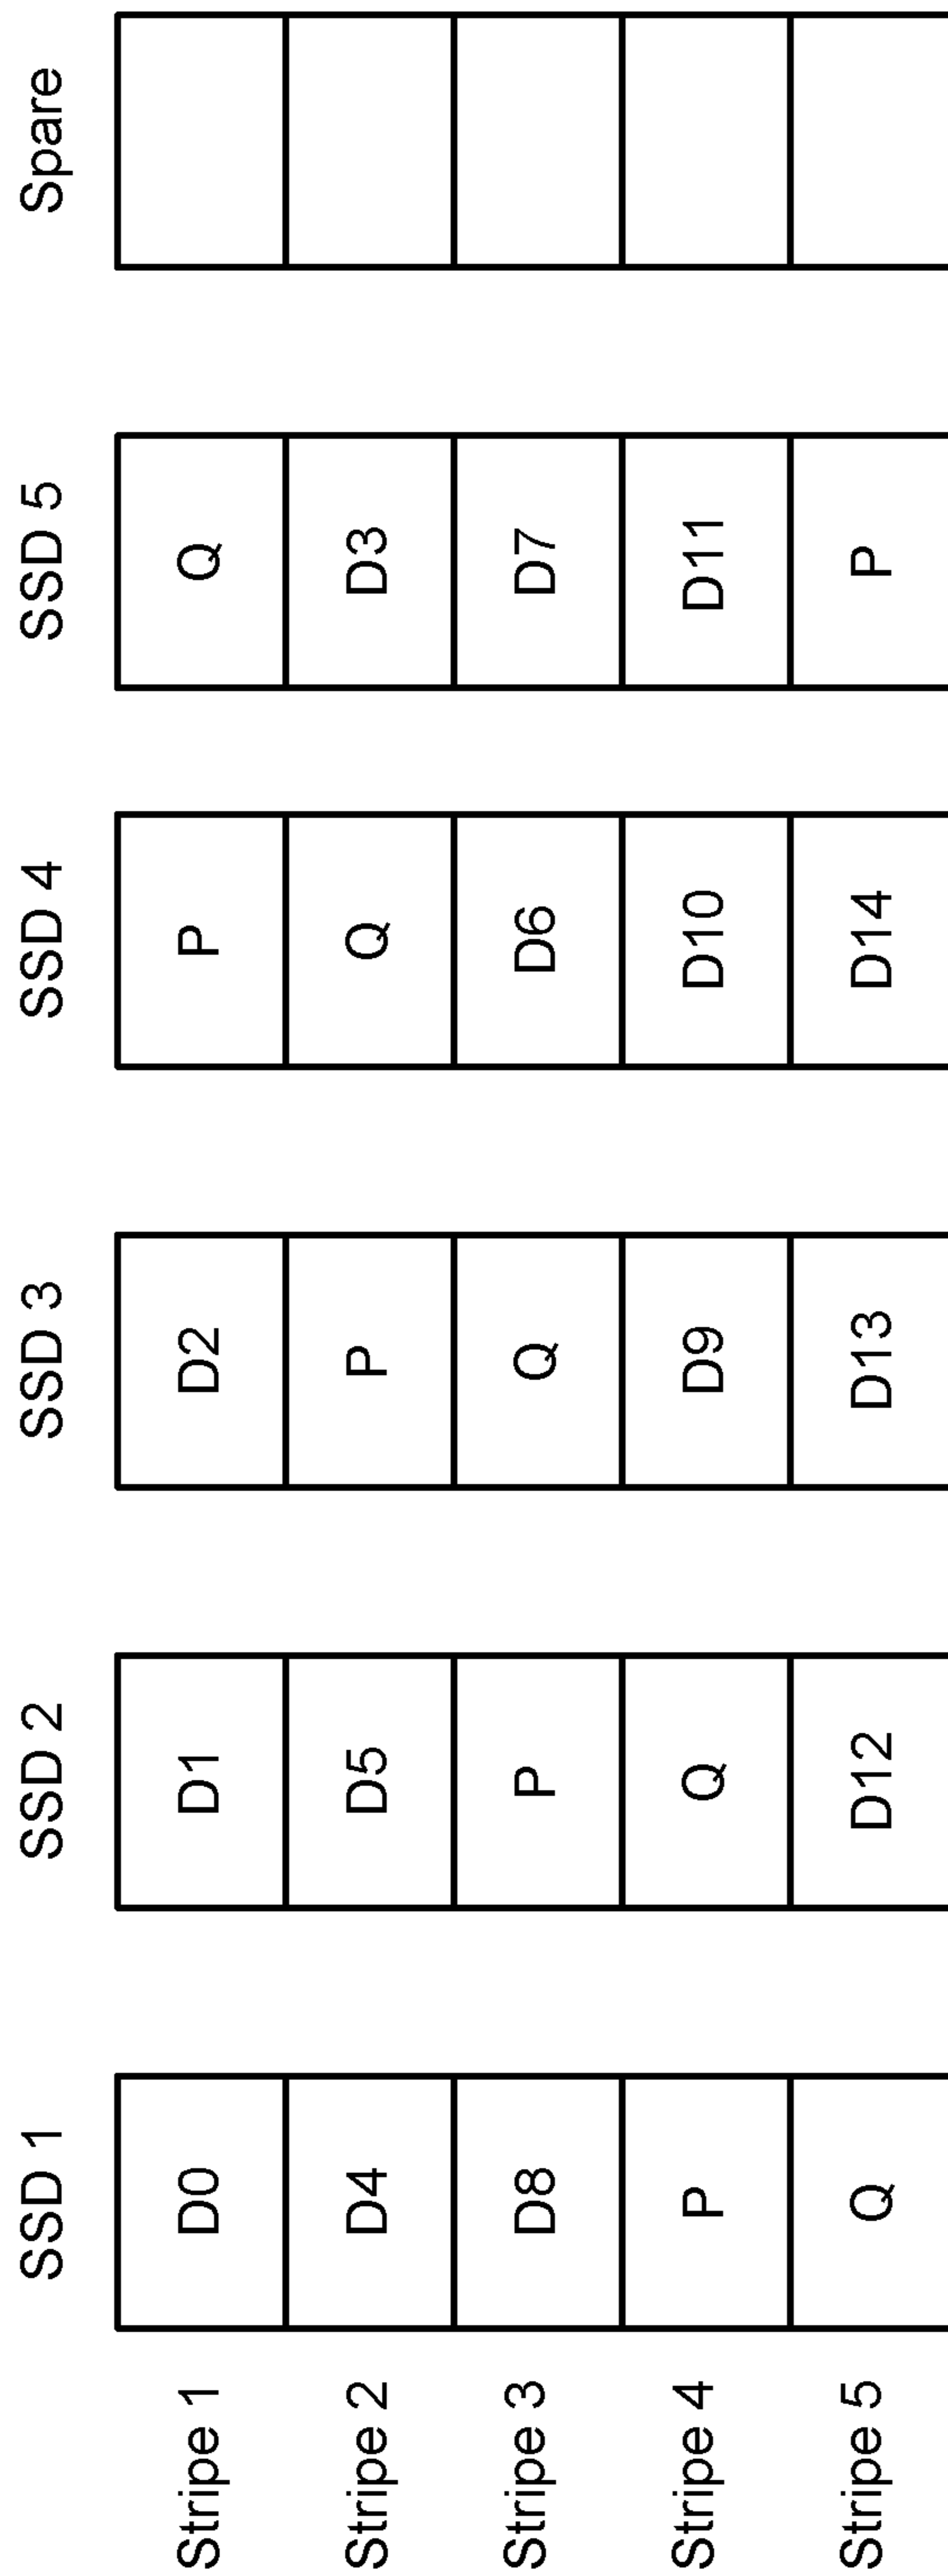 SSD 1 SSD 2 SSD 3 SSD 4 SSD 5 Spare
Stripe 1 D0 D1 D2 P Q
Stripe 2 D4 D5 P Q D3
Stripe 3 D8 P Q D6 D7
Stripe 4 P Q D9 D10 D11
Stripe 5 Q D12 D13 D14 P